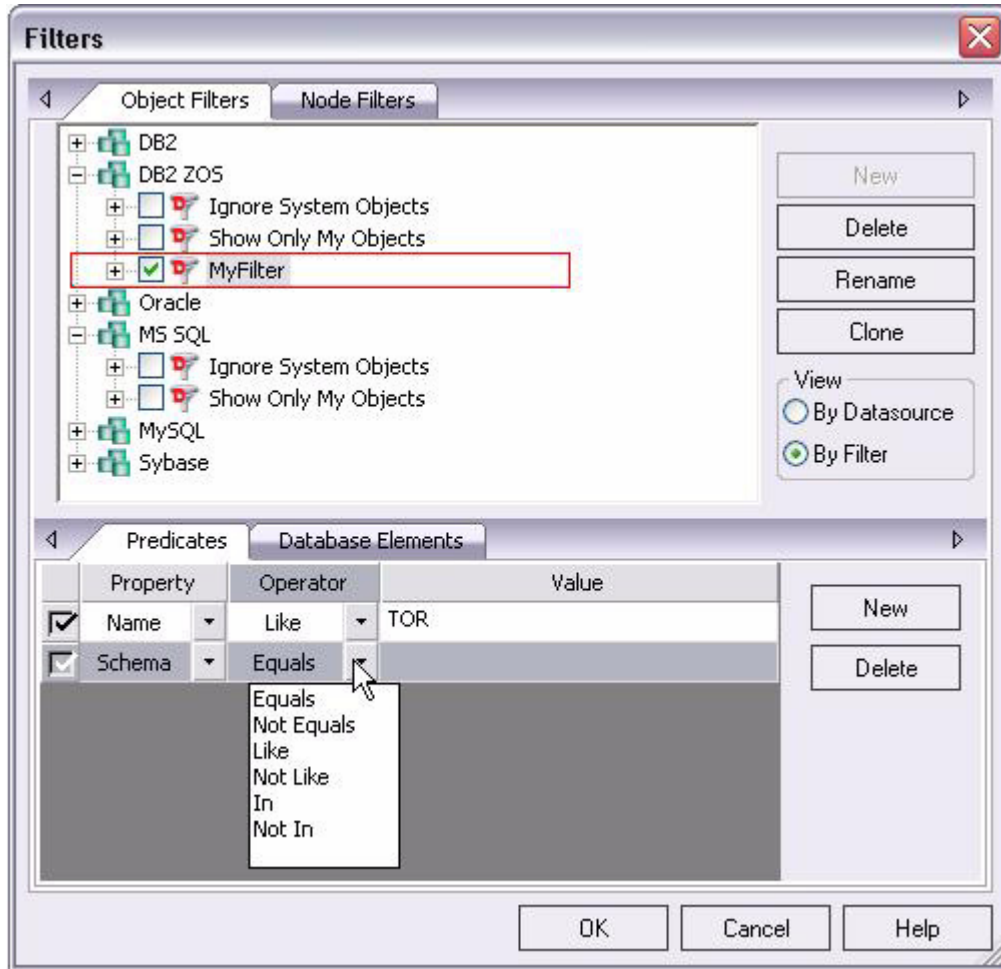 Filters
Object Filters Node Filters
DB2
DB2 ZOS
Ignore System Objects
Show Only My Objects
MyFilter
Oracle
MS SQL
Ignore System Objects
Show Only My Objects
MySQL
Sybase
New
Delete
Rename
Clone
View
By Datasource
By Filter
Predicates Database Elements
Property Operator Value
Name Like TOR
Schema Equals
Equals
Not Equals
Like
Not Like
In
Not In
New
Delete
OK Cancel Help